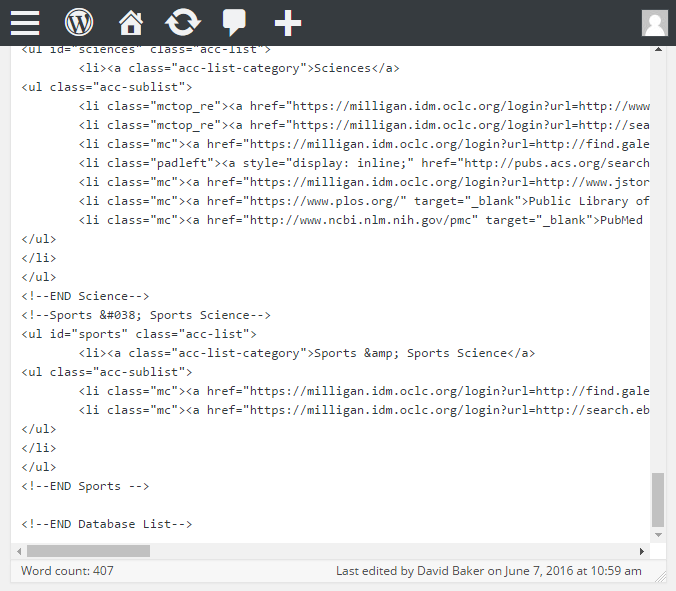 <ul id="sciences" class="acc-list">
<li><a class="acc-list-category">Sciences</a>
<ul class="acc-sublist">
<li class="mctop_re"><a href="https://milligan.idm.oclc.org/login?url=http://www
<li class="mctop_re"><a href="https://milligan.idm.oclc.org/login?url=http://sea
<li class="mc"><a href="https://milligan.idm.oclc.org/login?url=http://find.gale
<li class="padleft"><a style="display: inline;" href="http://pubs.acs.org/search
<li class="mc"><a href="https://milligan.idm.oclc.org/login?url=http://www.jstor
<li class="mc"><a href="https://www.plos.org/" target="_blank">Public Library of
<li class="mc"><a href="http://www.ncbi.nlm.nih.gov/pmc" target="_blank">PubMed
</ul>
</li>
</ul>
<!--END Science-->
<!--Sports &#038; Sports Science-->
<ul id="sports" class="acc-list">
<li><a class="acc-list-category">Sports &amp; Sports Science</a>
<ul class="acc-sublist">
<li class="mc"><a href="https://milligan.idm.oclc.org/login?url=http://find.gale
<li class="mc"><a href="https://milligan.idm.oclc.org/login?url=http://search.eb
</ul>
</li>
</ul>
<!--END Sports -->
<!--END Database List-->
Word count: 407
Last edited by David Baker on June 7, 2016 at 10:59 am